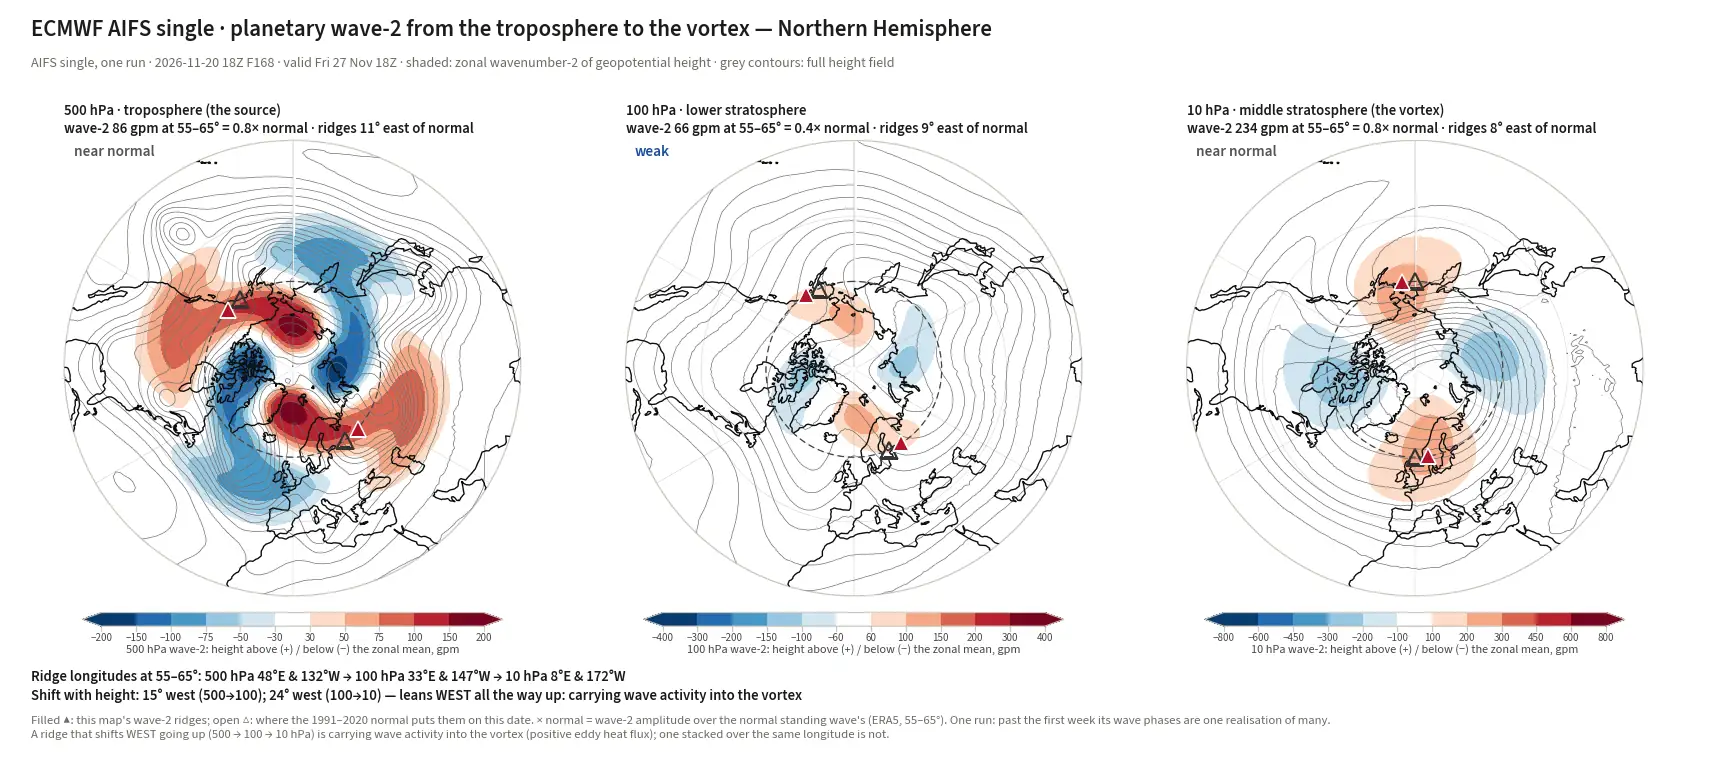 ECMWF AIFS single · planetary wave-2 from the troposphere to the vortex — Northern Hemisphere
AIFS single, one run · 2026-11-20 18Z F168 · valid Fri 27 Nov 18Z · shaded: zonal wavenumber-2 of geopotential height · grey contours: full height field
500 hPa · troposphere (the source)
wave-2 86 gpm at 55–65° = 0.8× normal · ridges 11° east of normal
near normal
100 hPa · lower stratosphere
wave-2 66 gpm at 55–65° = 0.4× normal · ridges 9° east of normal
weak
10 hPa · middle stratosphere (the vortex)
wave-2 234 gpm at 55–65° = 0.8× normal · ridges 8° east of normal
near normal
−200 −150 −100 −75 −50 −30 30 50 75 100 150 200
500 hPa wave-2: height above (+) / below (−) the zonal mean, gpm
−400 −300 −200 −150 −100 −60 60 100 150 200 300 400
100 hPa wave-2: height above (+) / below (−) the zonal mean, gpm
−800 −600 −450 −300 −200 −100 100 200 300 450 600 800
10 hPa wave-2: height above (+) / below (−) the zonal mean, gpm
Ridge longitudes at 55–65°: 500 hPa 48°E & 132°W → 100 hPa 33°E & 147°W → 10 hPa 8°E & 172°W
Shift with height: 15° west (500→100); 24° west (100→10) — leans WEST all the way up: carrying wave activity into the vortex
Filled ▲: this map's wave-2 ridges; open △: where the 1991–2020 normal puts them on this date. × normal = wave-2 amplitude over the normal standing wave's (ERA5, 55–65°). One run: past the first week its wave phases are one realisation of many.
A ridge that shifts WEST going up (500 → 100 → 10 hPa) is carrying wave activity into the vortex (positive eddy heat flux); one stacked over the same longitude is not.